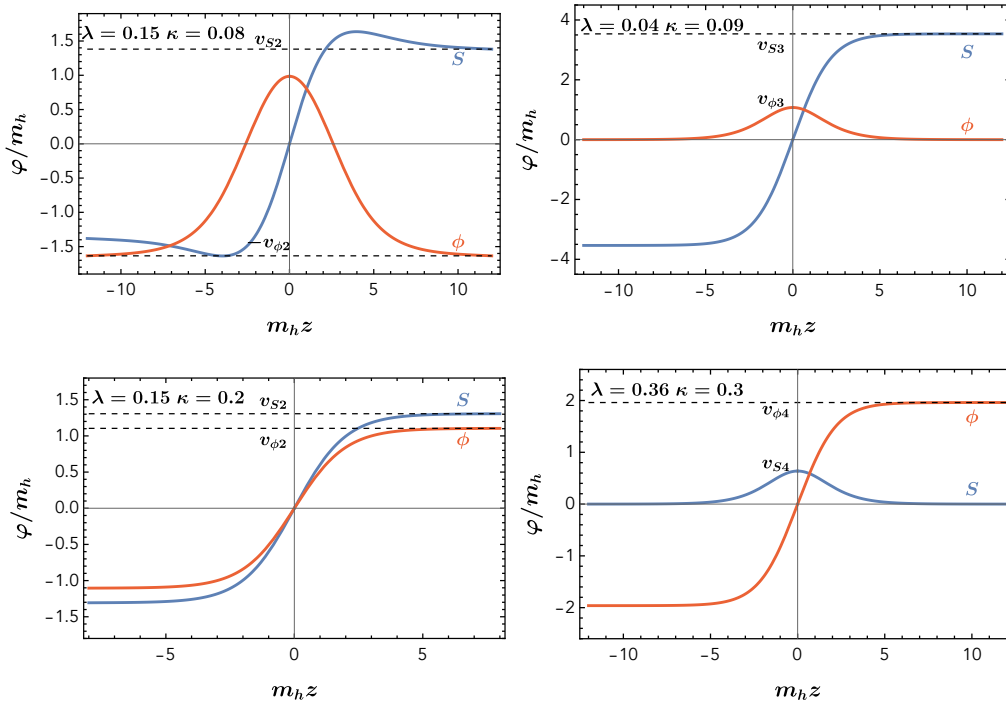 λ = 0.15 κ = 0.08
v_{S2}
S
1.5
1.0
0.5
0.0
−0.5
−1.0
−1.5
φ/m_h
−v_{ϕ2}
ϕ
−10 −5 0 5 10
m_h z
λ = 0.04 κ = 0.09
v_{S3}
S
4
2
0
−2
−4
φ/m_h
v_{ϕ3}
ϕ
−10 −5 0 5 10
m_h z
λ = 0.15 κ = 0.2
v_{S2}
S
v_{ϕ2}
ϕ
1.5
1.0
0.5
0.0
−0.5
−1.0
−1.5
φ/m_h
−5 0 5
m_h z
λ = 0.36 κ = 0.3
v_{ϕ4}
ϕ
v_{S4}
S
2
1
0
−1
−2
φ/m_h
−10 −5 0 5 10
m_h z